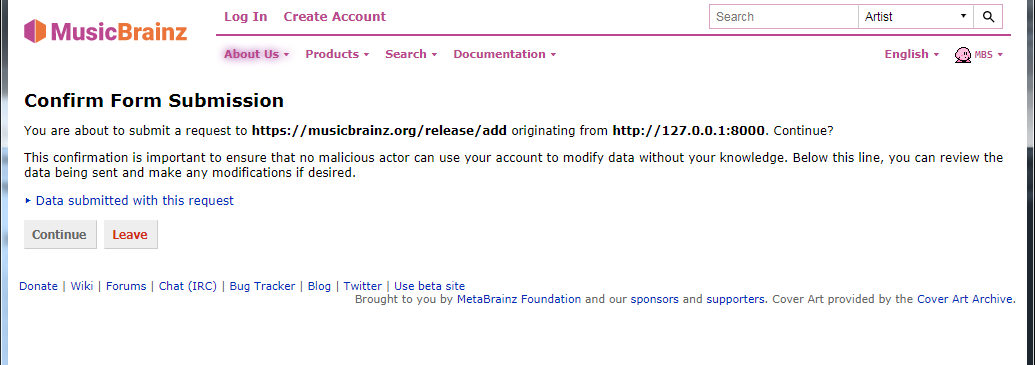 Log In Create Account Search Artist
MusicBrainz
About Us Products Search Documentation English MBS
Confirm Form Submission
You are about to submit a request to https://musicbrainz.org/release/add originating from http://127.0.0.1:8000. Continue?
This confirmation is important to ensure that no malicious actor can use your account to modify data without your knowledge. Below this line, you can review the
data being sent and make any modifications if desired.
Data submitted with this request
Continue Leave
Donate | Wiki | Forums | Chat (IRC) | Bug Tracker | Blog | Twitter | Use beta site
Brought to you by MetaBrainz Foundation and our sponsors and supporters. Cover Art provided by the Cover Art Archive.